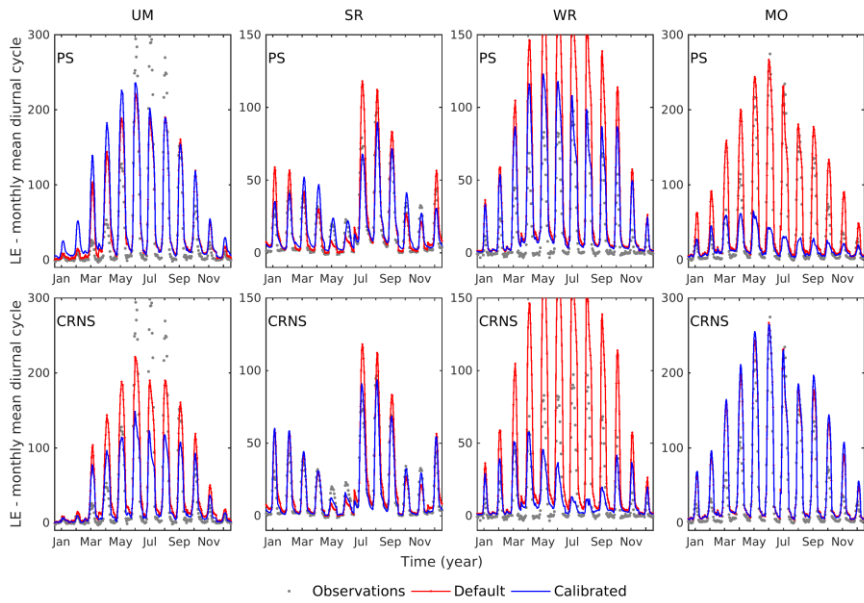 UM SR WR MO
LE - monthly mean diurnal cycle
300 200 100 0
PS
Jan Mar May Jul Sep Nov
150 100 50 0
PS
Jan Mar May Jul Sep Nov
150 100 50 0
PS
Jan Mar May Jul Sep Nov
300 200 100 0
PS
Jan Mar May Jul Sep Nov
LE - monthly mean diurnal cycle
300 200 100 0
CRNS
Jan Mar May Jul Sep Nov
150 100 50 0
CRNS
Jan Mar May Jul Sep Nov
150 100 50 0
CRNS
Jan Mar May Jul Sep Nov
300 200 100 0
CRNS
Jan Mar May Jul Sep Nov
Time (year)
Observations Default Calibrated